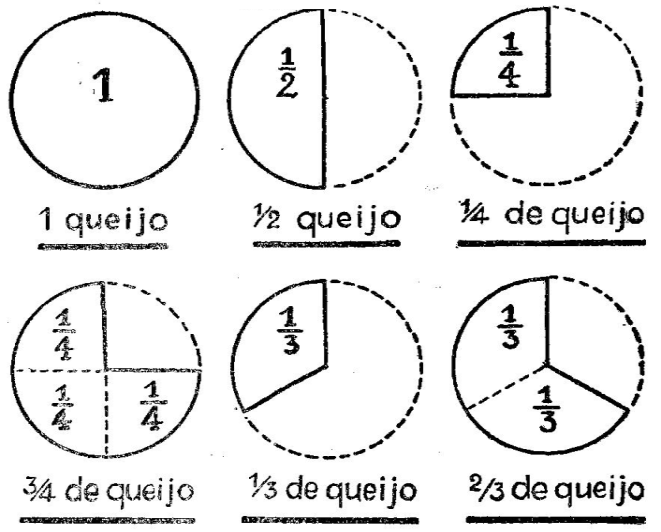 1
1/2
1/4
1 queijo
1/2 queijo
1/4 de queijo
1/4
1/4
1/4
1/3
1/3
1/3
3/4 de queijo
1/3 de queijo
2/3 de queijo